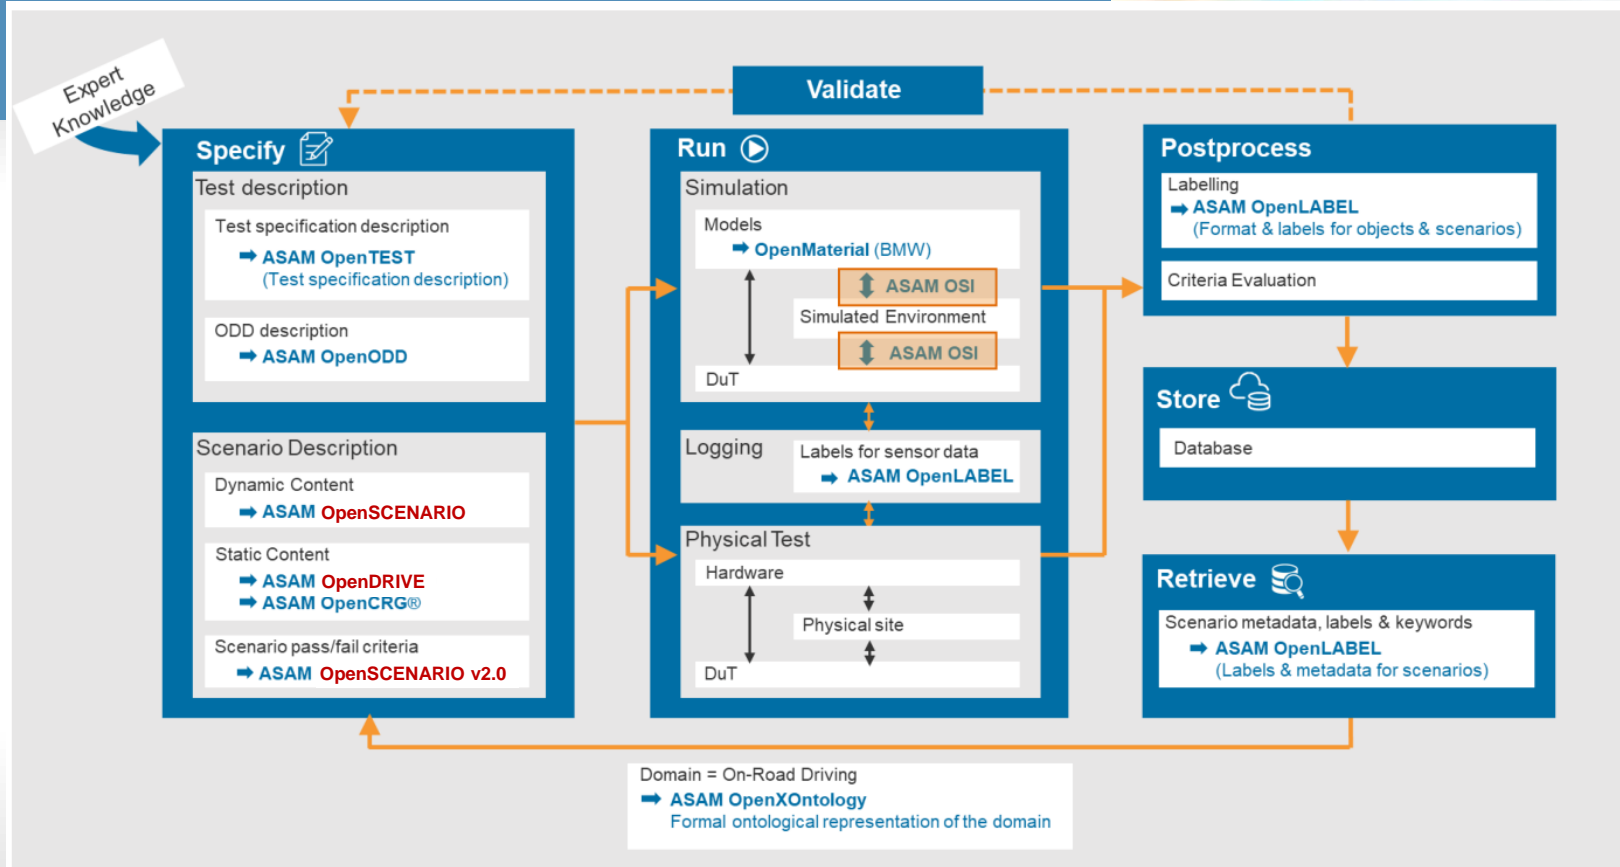 Expert
Knowledge
Validate
Specify
Test description
Test specification description
ASAM OpenTEST
(Test specification description)
ODD description
ASAM OpenODD
Scenario Description
Dynamic Content
ASAM OpenSCENARIO
Static Content
ASAM OpenDRIVE
ASAM OpenCRG®
Scenario pass/fail criteria
ASAM OpenSCENARIO v2.0
Run
Simulation
Models
OpenMaterial (BMW)
ASAM OSI
Simulated Environment
ASAM OSI
DuT
Logging
Labels for sensor data
ASAM OpenLABEL
Physical Test
Hardware
Physical site
DuT
Postprocess
Labelling
ASAM OpenLABEL
(Format & labels for objects & scenarios)
Criteria Evaluation
Store
Database
Retrieve
Scenario metadata, labels & keywords
ASAM OpenLABEL
(Labels & metadata for scenarios)
Domain = On-Road Driving
ASAM OpenXOntology
Formal ontological representation of the domain